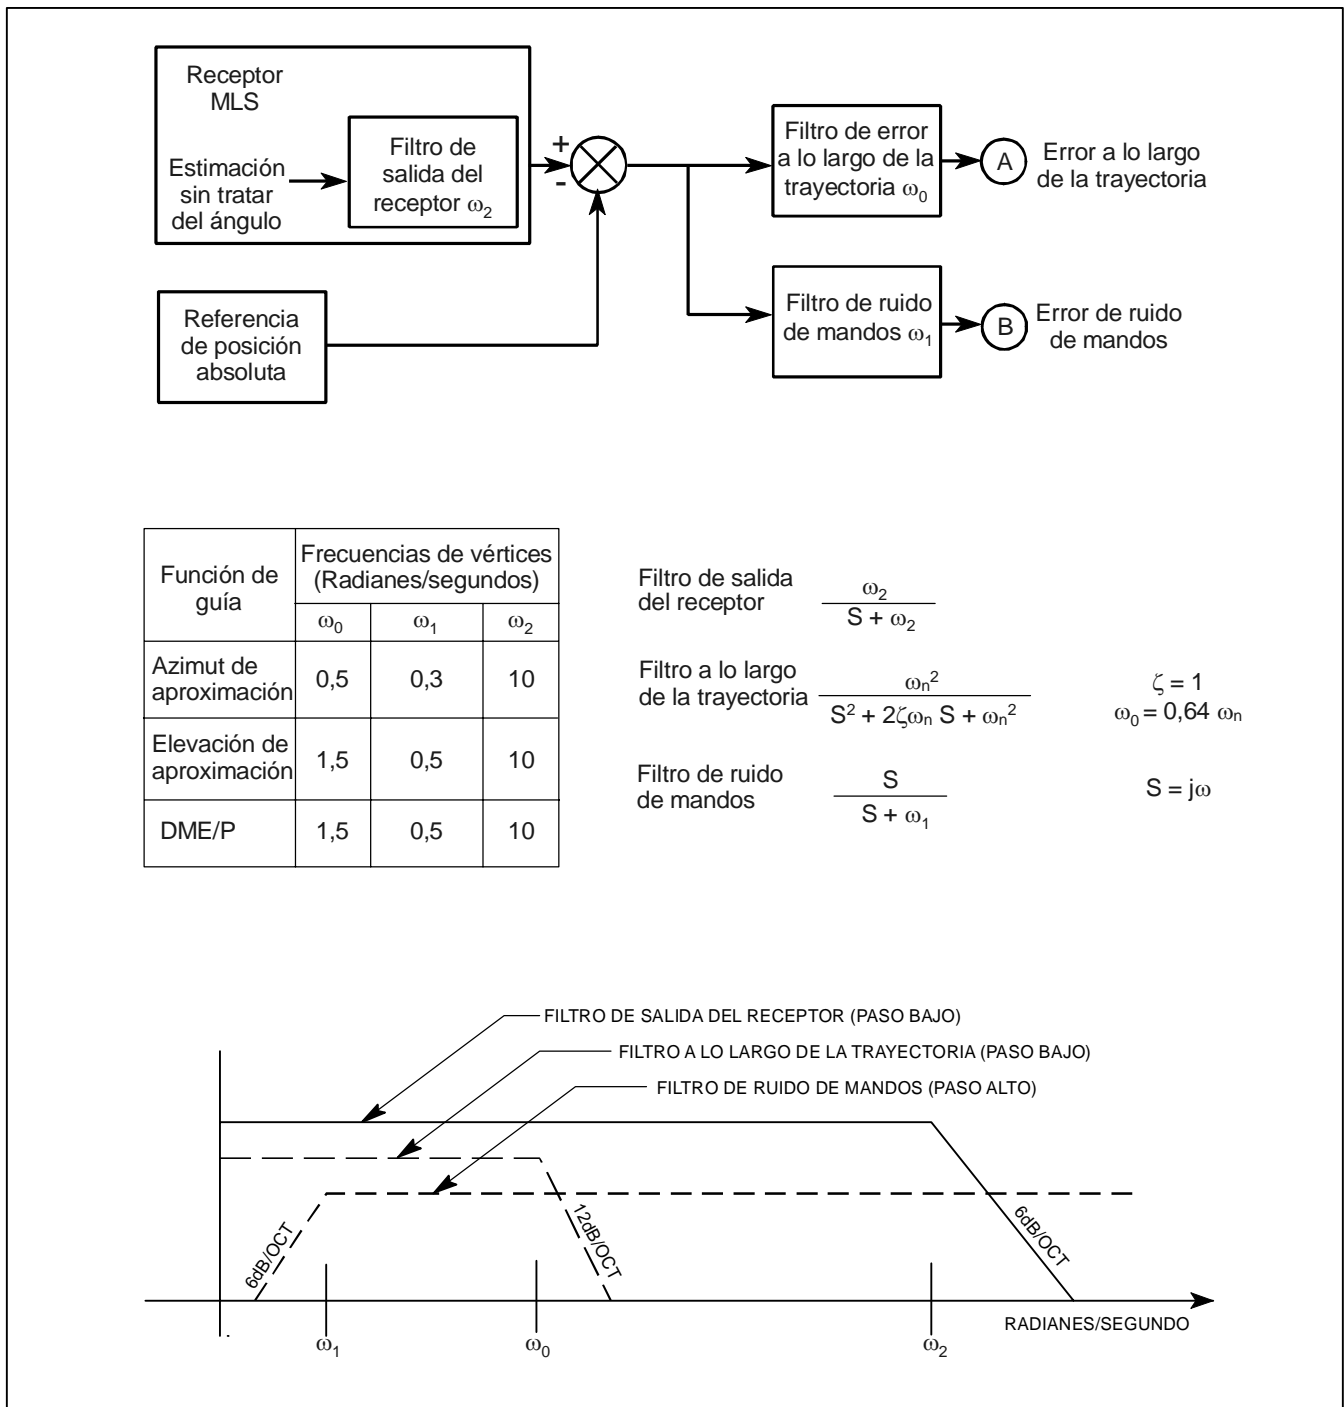 Receptor
MLS
Estimación
sin tratar
del ángulo
Filtro de
salida del
receptor ω2
+
-
Referencia
de posición
absoluta
Filtro de error
a lo largo de la
trayectoria ω0
A
Error a lo largo
de la trayectoria
Filtro de ruido
de mandos ω1
B
Error de ruido
de mandos
Función de
guía
Frecuencias de vértices
(Radianes/segundos)
ω0 ω1 ω2
Azimut de
aproximación
0,5 0,3 10
Elevación de
aproximación
1,5 0,5 10
DME/P 1,5 0,5 10
Filtro de salida
del receptor
ω2
S + ω2
Filtro a lo largo
de la trayectoria
ωn²
S² + 2ζωn S + ωn²
ζ = 1
ω0 = 0,64 ωn
Filtro de ruido
de mandos
S
S + ω1
S = jω
FILTRO DE SALIDA DEL RECEPTOR (PASO BAJO)
FILTRO A LO LARGO DE LA TRAYECTORIA (PASO BAJO)
FILTRO DE RUIDO DE MANDOS (PASO ALTO)
6dB/OCT
12dB/OCT
6dB/OCT
RADIANES/SEGUNDO
ω1
ω0
ω2